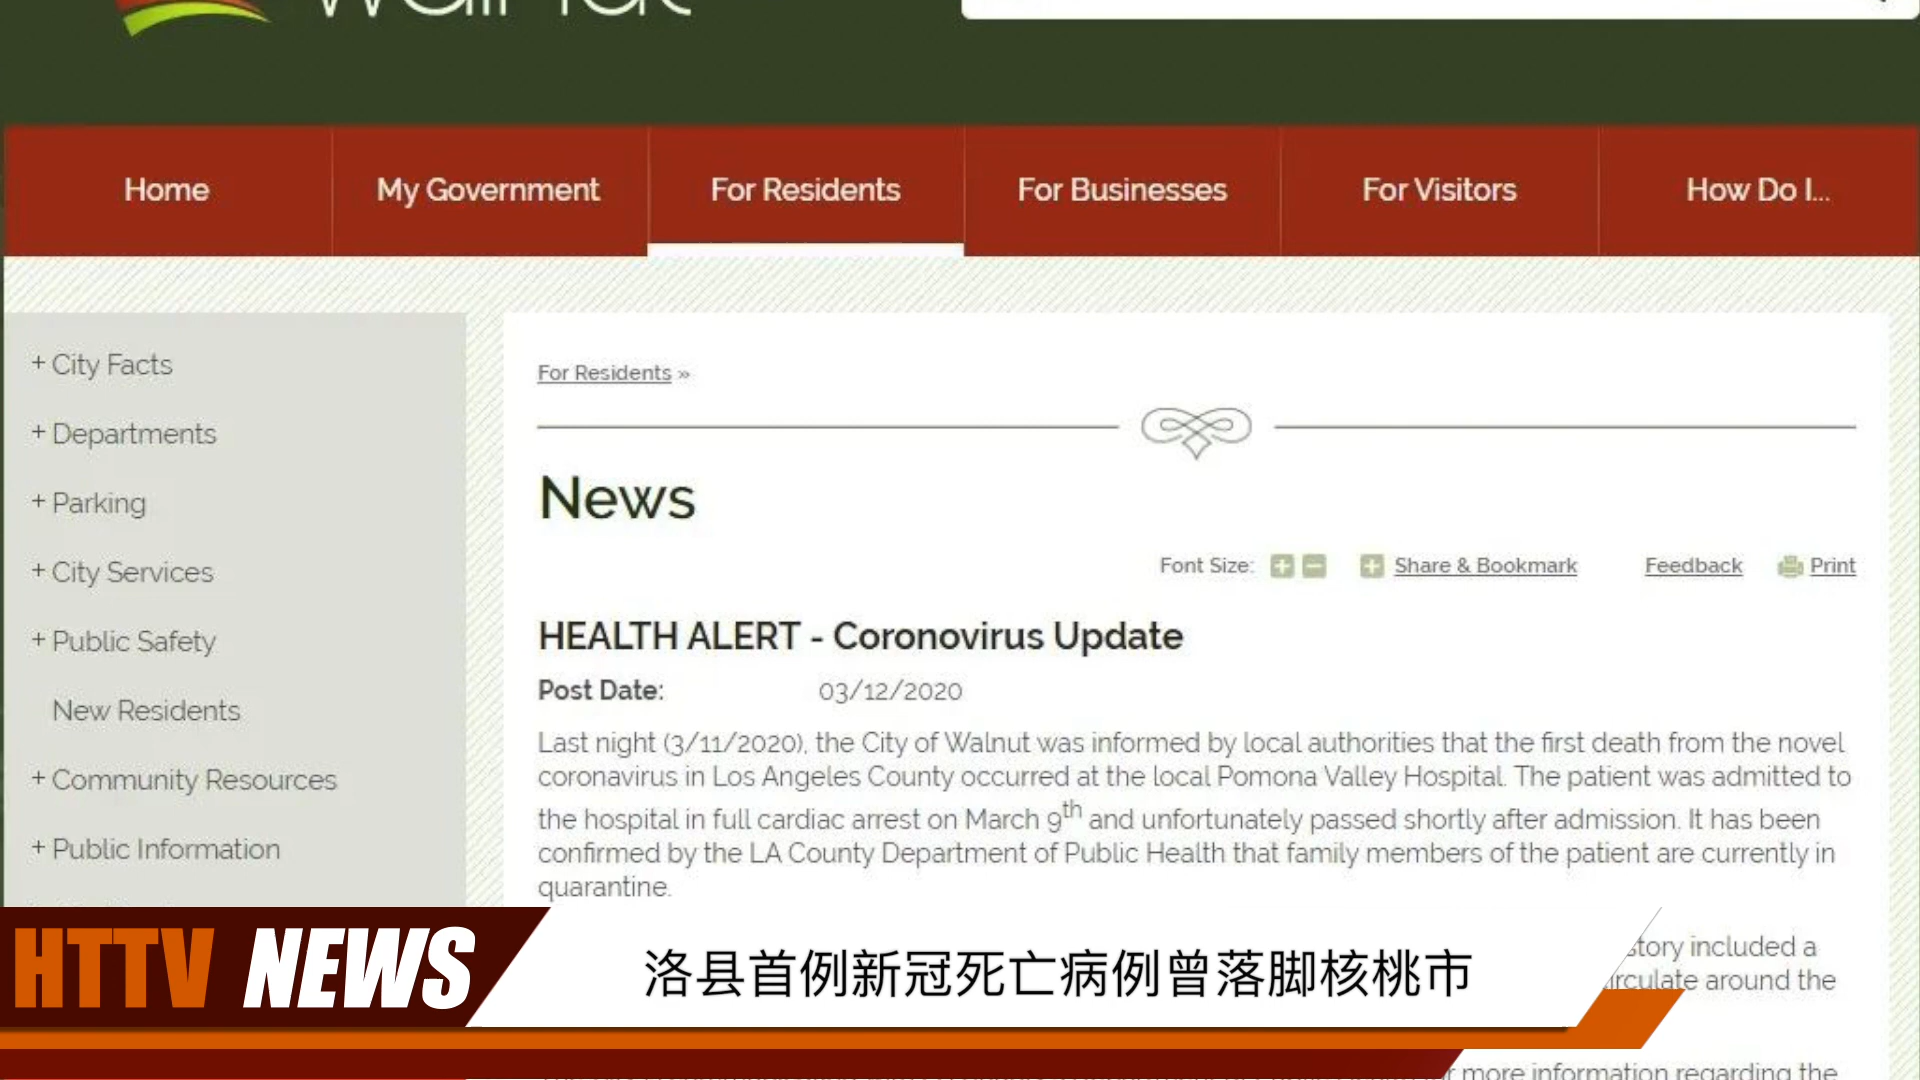 Walnut
Home
My Government
For Residents
For Businesses
For Visitors
How Do I...
+ City Facts
+ Departments
+ Parking
+ City Services
+ Public Safety
New Residents
+ Community Resources
+ Public Information
For Residents »
News
Font Size:
Share & Bookmark
Feedback
Print
HEALTH ALERT - Coronovirus Update
Post Date: 03/12/2020
Last night (3/11/2020), the City of Walnut was informed by local authorities that the first death from the novel
coronavirus in Los Angeles County occurred at the local Pomona Valley Hospital. The patient was admitted to
the hospital in full cardiac arrest on March 9th and unfortunately passed shortly after admission. It has been
confirmed by the LA County Department of Public Health that family members of the patient are currently in
quarantine.
included a
around the
more information regarding the
HTTV NEWS
洛县首例新冠死亡病例曾落脚核桃市